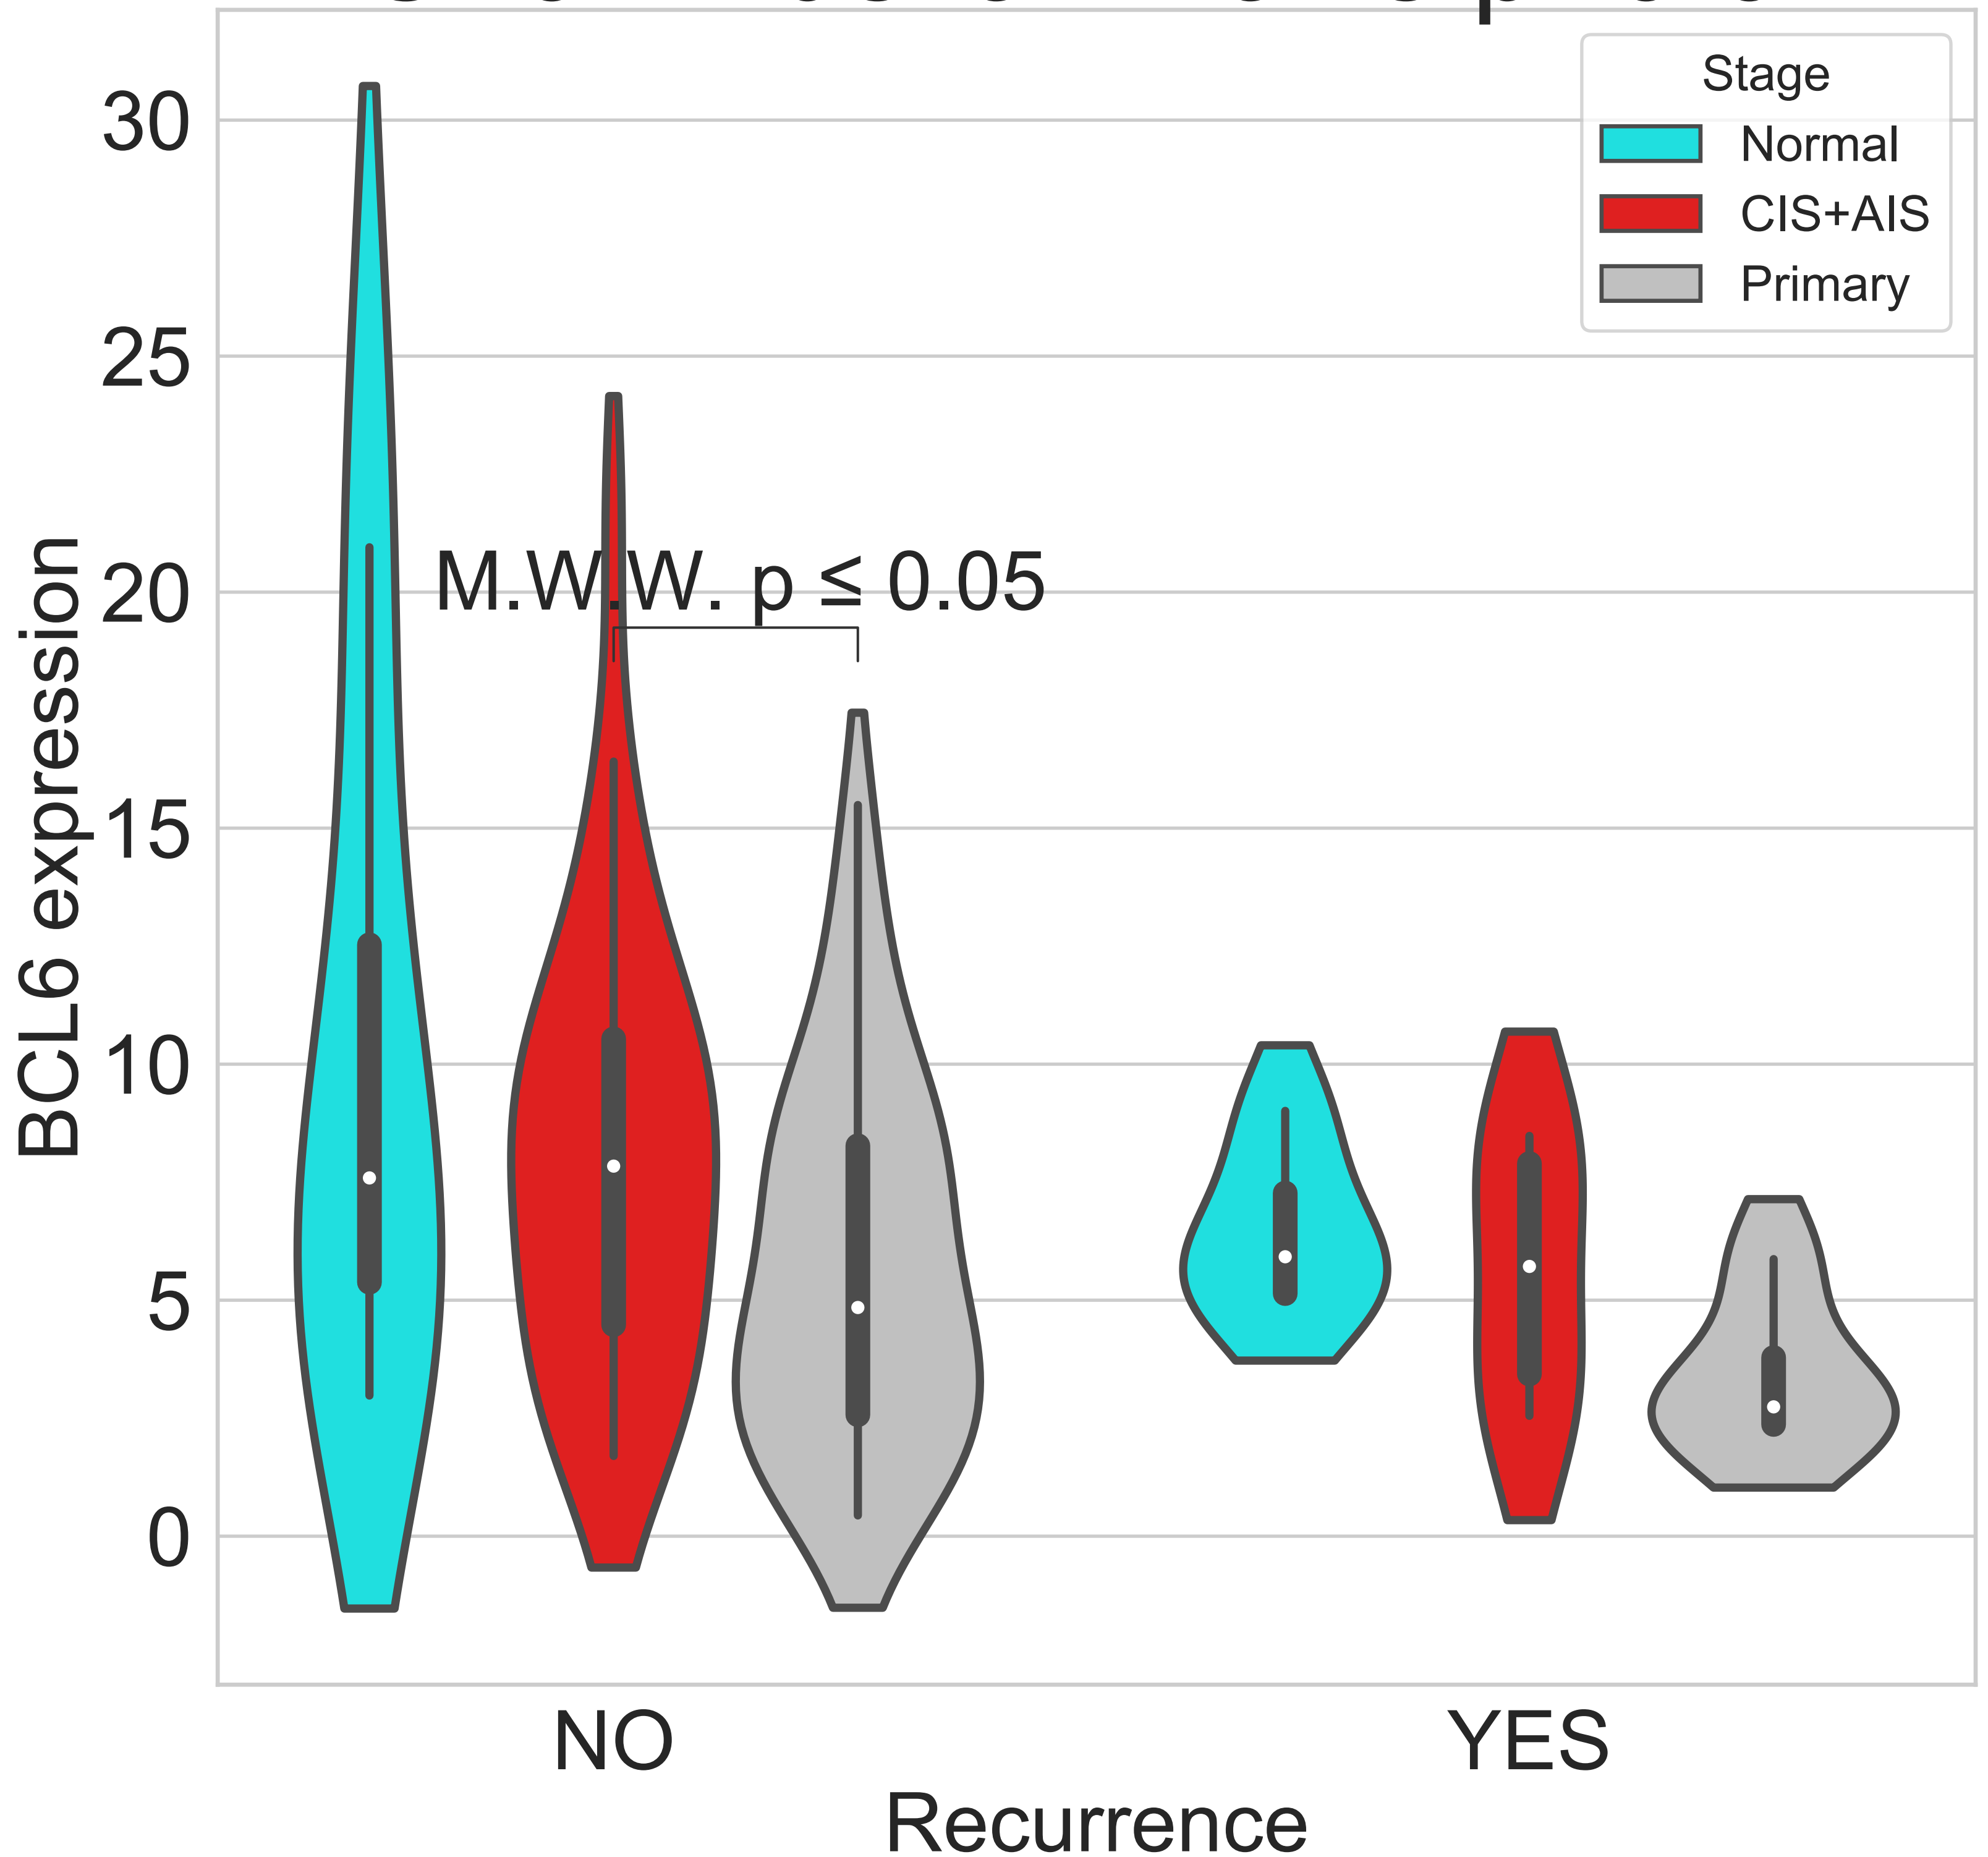 Stage
Normal
CIS+AIS
Primary
30
25
20
15
10
5
0
M.W.W. p ≤ 0.05
BCL6 expression
NO
YES
Recurrence